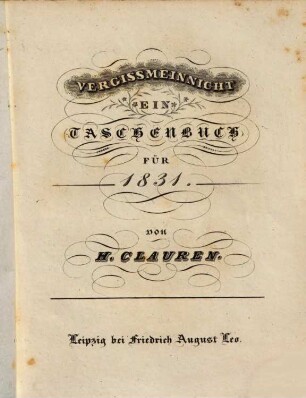 VERGISSMEINNICHT
EIN
TASCHENBUCH
FÜR
1831.
von
H. CLAUREN.
Leipzig bei Friedrich August Leo.